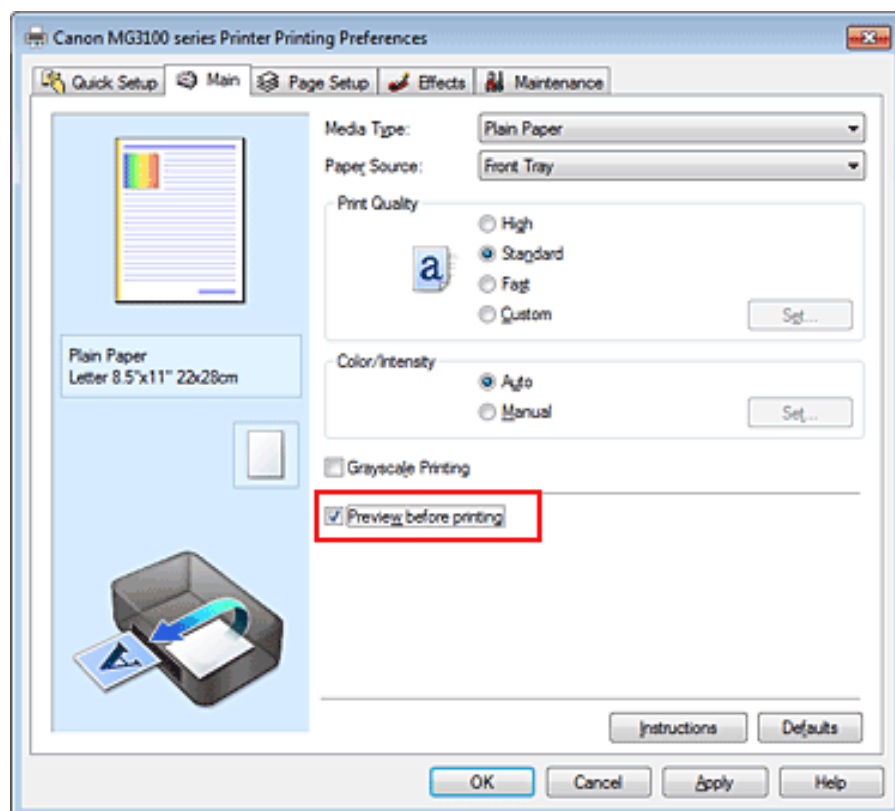 Canon MG3100 series Printer Printing Preferences
Quick Setup Main Page Setup Effects Maintenance
Media Type: Plain Paper
Paper Source: Front Tray
Print Quality
High
a Standard
Fast
Custom Set...
Plain Paper
Letter 8.5"x11" 22x28cm
Color/Intensity
Auto
Manual Set...
Grayscale Printing
Preview before printing
A
Instructions Defaults
OK Cancel Apply Help